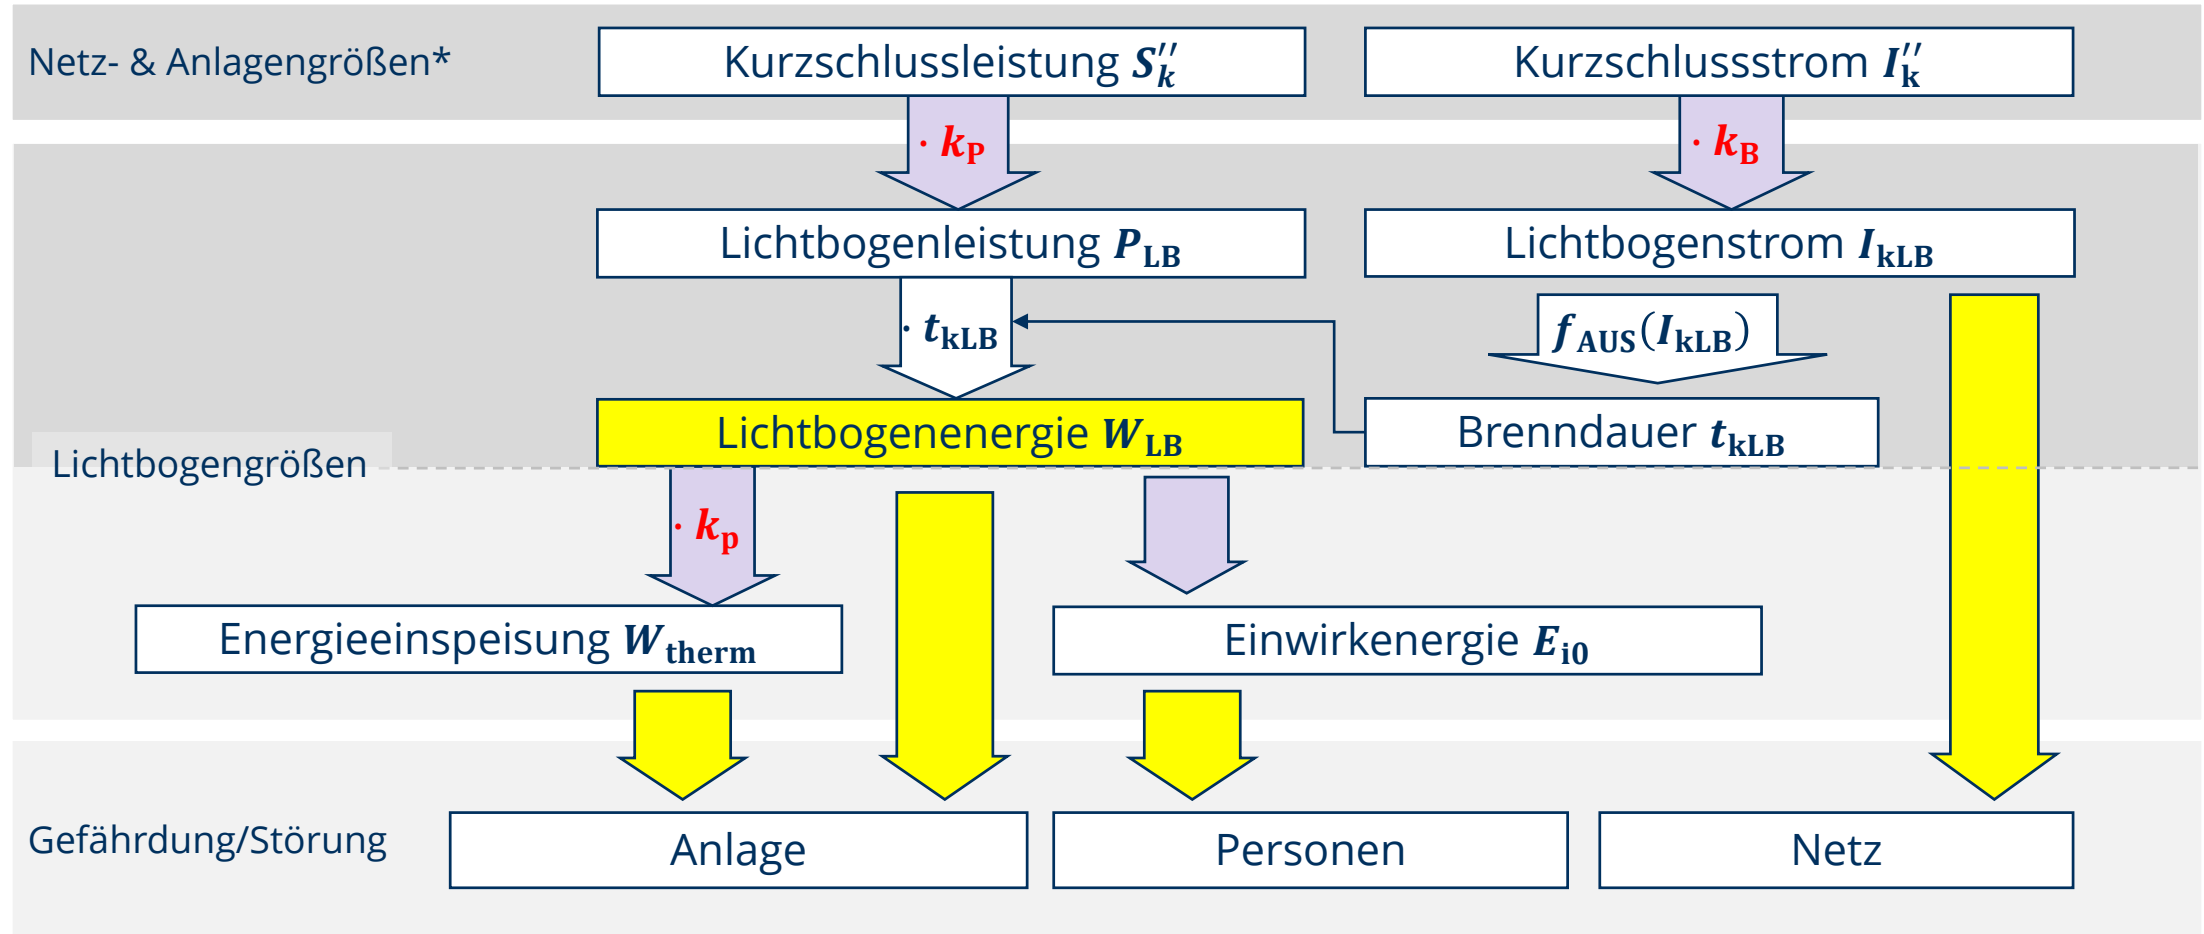 Netz- & Anlagengrößen*
Kurzschlussleistung S''k
Kurzschlussstrom I''k
· kP
· kB
Lichtbogenleistung PLB
Lichtbogenstrom IkLB
· tkLB
fAUS(IkLB)
Lichtbogenenergie WLB
Brenndauer tkLB
Lichtbogengrößen
· kp
Energieeinspeisung Wtherm
Einwirkenergie Ei0
Gefährdung/Störung
Anlage
Personen
Netz